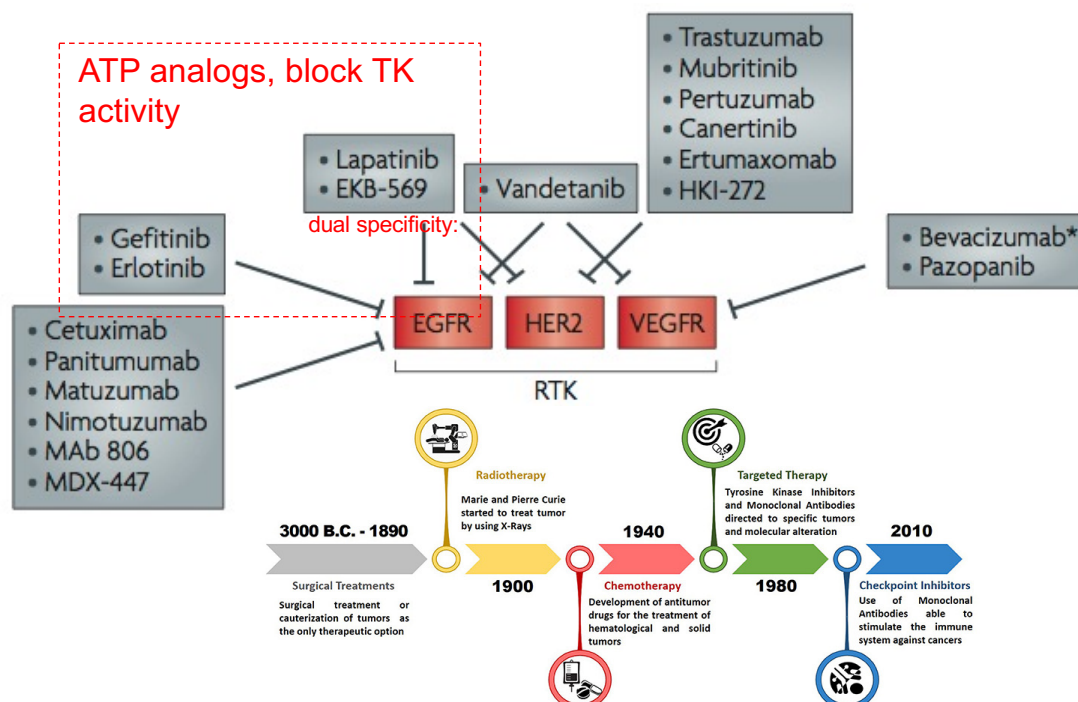 ATP analogs, block TK
activity
• Trastuzumab
• Mubritinib
• Pertuzumab
• Canertinib
• Ertumaxomab
• HKI-272
• Lapatinib
• EKB-569
• Vandetanib
dual specificity:
• Gefitinib
• Erlotinib
• Bevacizumab*
• Pazopanib
• Cetuximab
• Panitumumab
• Matuzumab
• Nimotuzumab
• MAb 806
• MDX-447
EGFR
HER2
VEGFR
RTK
3000 B.C. - 1890
Surgical Treatments
Surgical treatment or
cauterization of tumors as
the only therapeutic option
Radiotherapy
Marie and Pierre Curie
started to treat tumor
by using X-Rays
1900
1940
Chemotherapy
Development of antitumor
drugs for the treatment of
hematological and solid
tumors
Targeted Therapy
Tyrosine Kinase Inhibitors
and Monoclonal Antibodies
directed to specific tumors
and molecular alteration
1980
2010
Checkpoint Inhibitors
Use of Monoclonal
Antibodies able to
stimulate the immune
system against cancers